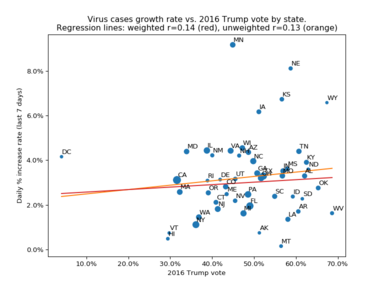 Virus cases growth rate vs. 2016 Trump vote by state.
Regression lines: weighted r=0.14 (red), unweighted r=0.13 (orange)
Daily % increase rate (last 7 days)
8.0%
6.0%
4.0%
2.0%
0.0%
MN
NE
KS
WY
IA
DC
MD
IL
NM
VA
WI
AZ
NC
TN
KY
ND
MS
GA
CA
MA
RI
DE
UT
CO
OR
ME
PA
NV
CT
NJ
FL
WA
NY
VT
HI
SC
ID
SD
OK
AR
LA
WV
AK
MT
10.0%
20.0%
30.0%
40.0%
50.0%
60.0%
70.0%
2016 Trump vote